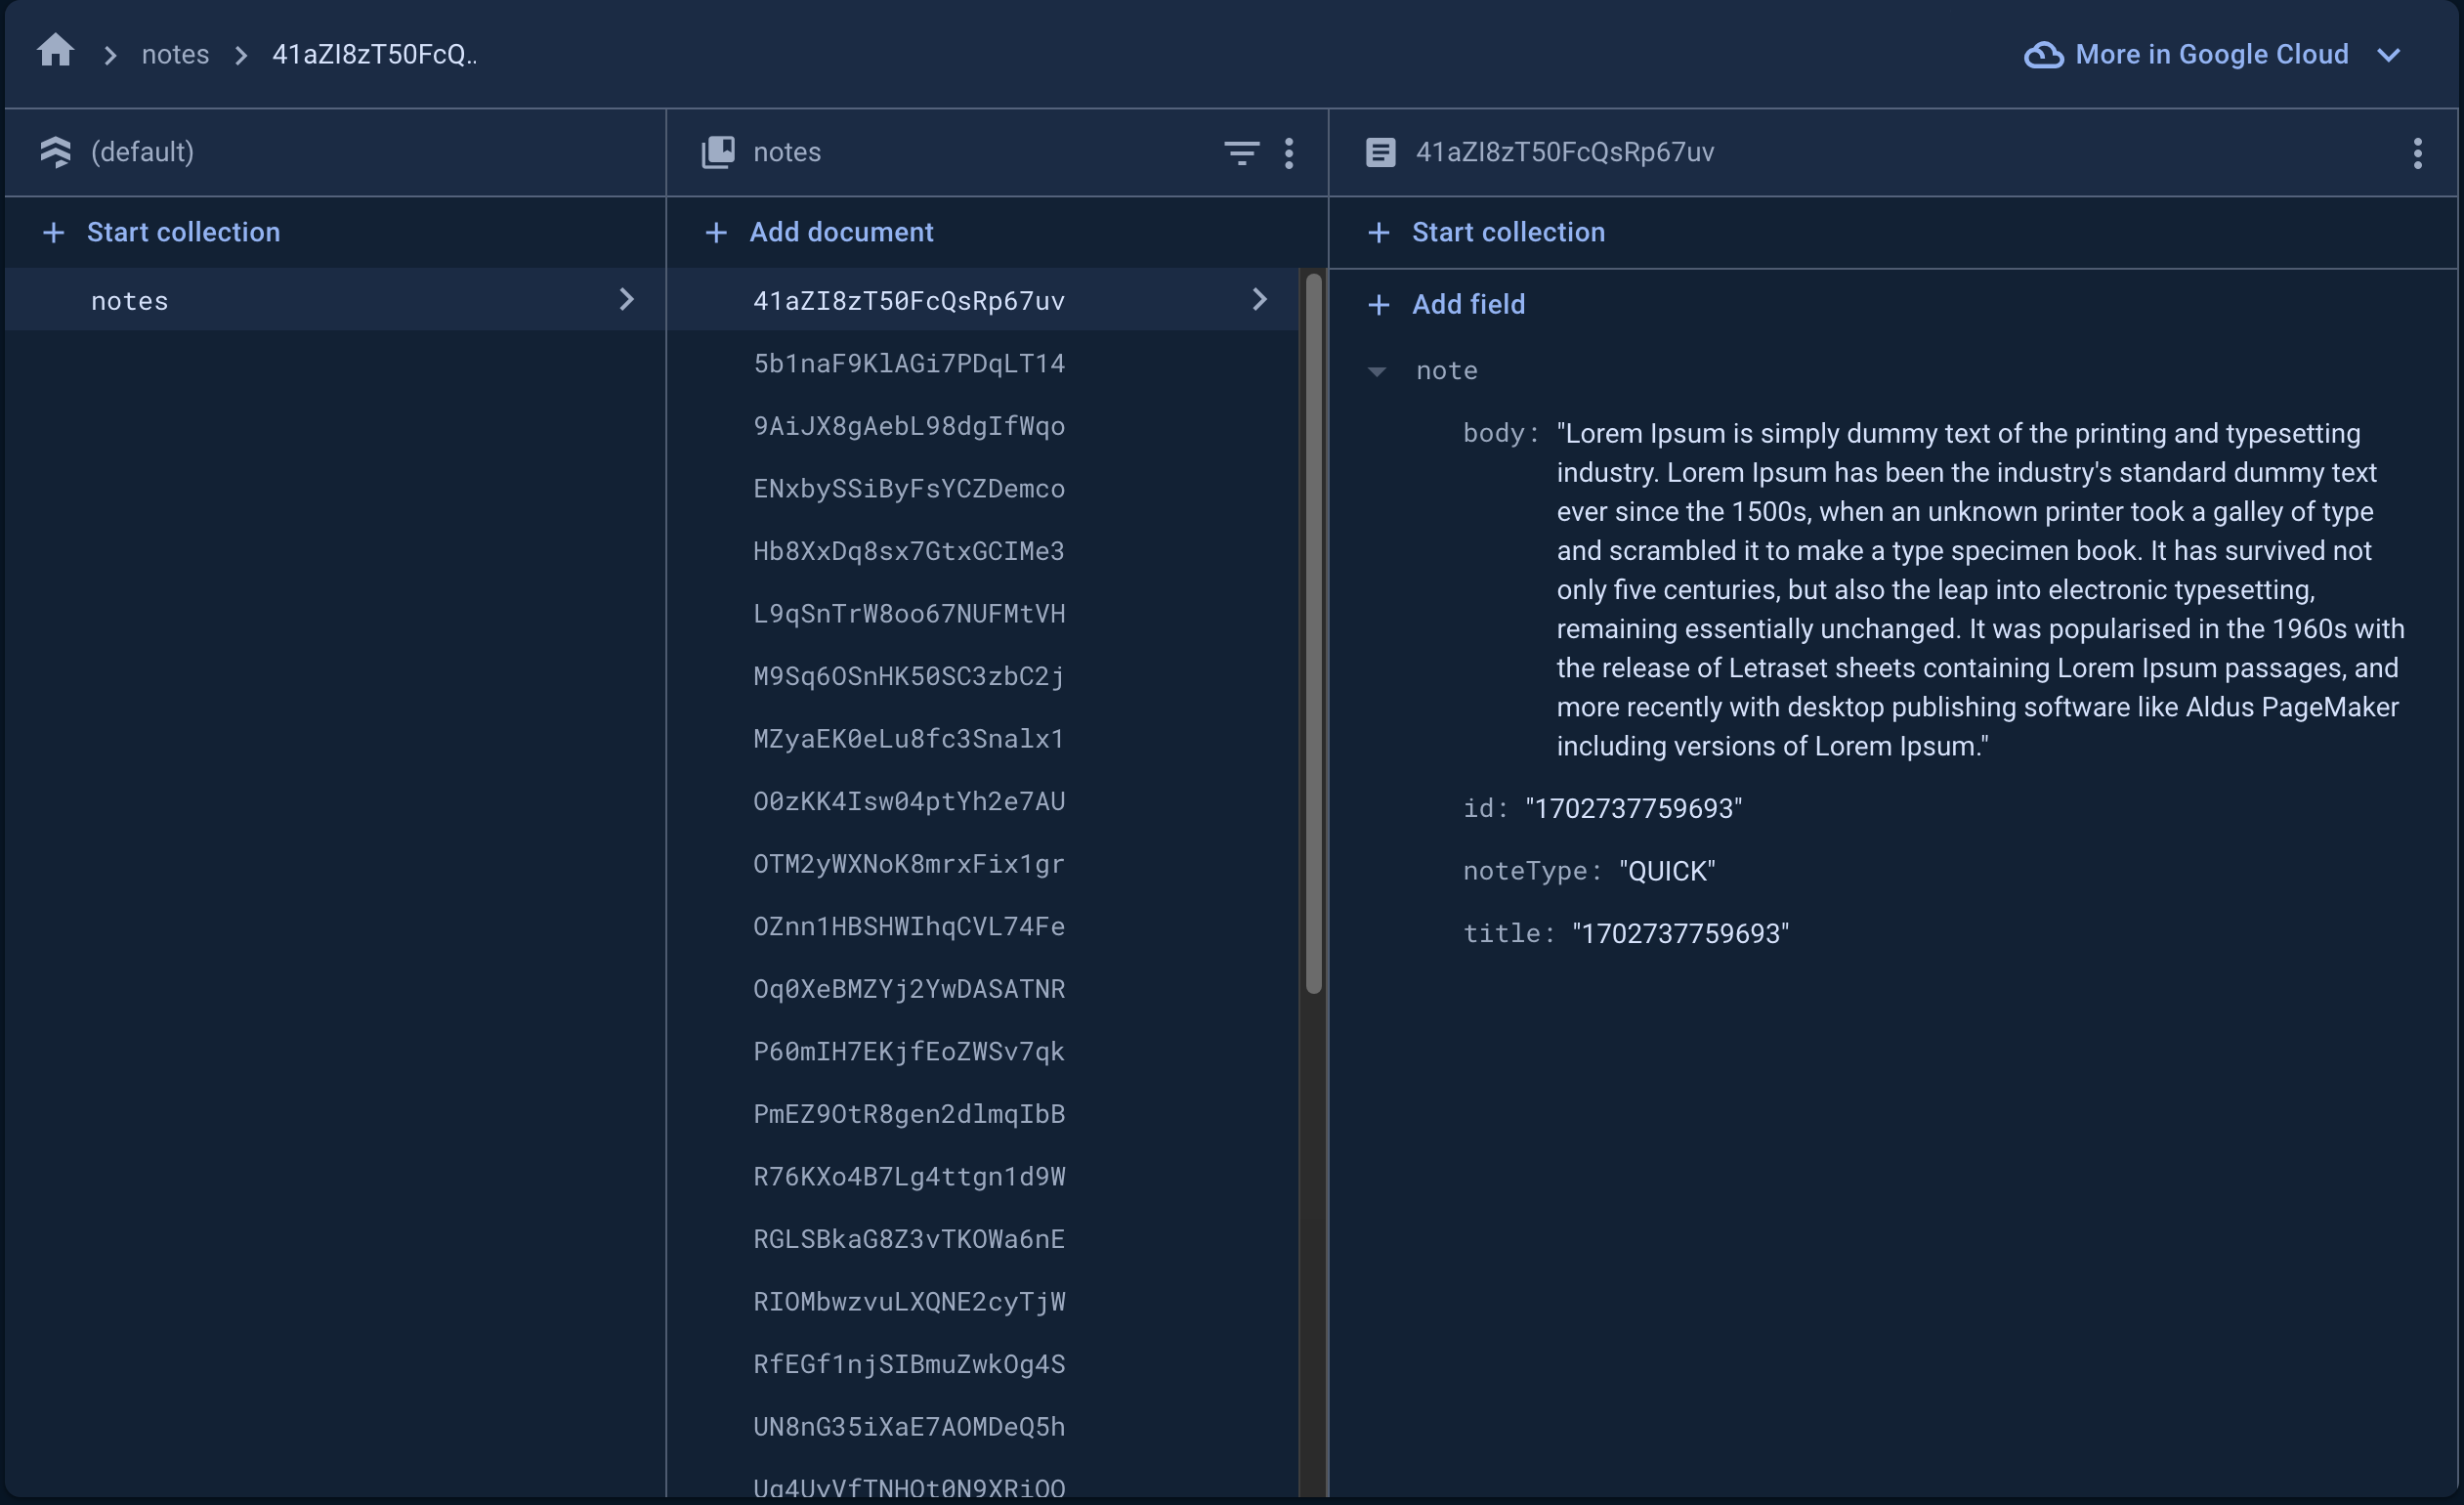 notes
41aZI8zT50FcQ..
More in Google Cloud
(default)
notes
41aZI8zT50FcQsRp67uv
Start collection
Add document
Start collection
notes
41aZI8zT50FcQsRp67uv
5b1naF9KlAGi7PDqLT14
9AiJX8gAebL98dgIfWqo
ENxbySSiByFsYCZDemco
Hb8XxDq8sx7GtxGCIMe3
L9qSnTrW8oo67NUFMtVH
M9Sq6OSnHK50SC3zbC2j
MZyaEK0eLu8fc3Snalx1
O0zKK4Isw04ptYh2e7AU
OTM2yWXNoK8mrxFix1gr
OZnn1HBSHWIhqCVL74Fe
Oq0XeBMZYj2YwDASATNR
P60mIH7EKjfEoZWSv7qk
PmEZ9OtR8gen2dlmqIbB
R76KXo4B7Lg4ttgn1d9W
RGLSBkaG8Z3vTKOWa6nE
RIOMbwzvuLXQNE2cyTjW
RfEGf1njSIBmuZwkOg4S
UN8nG35iXaE7AOMDeQ5h
Add field
note
body: "Lorem Ipsum is simply dummy text of the printing and typesetting
industry. Lorem Ipsum has been the industry's standard dummy text
ever since the 1500s, when an unknown printer took a galley of type
and scrambled it to make a type specimen book. It has survived not
only five centuries, but also the leap into electronic typesetting,
remaining essentially unchanged. It was popularised in the 1960s with
the release of Letraset sheets containing Lorem Ipsum passages, and
more recently with desktop publishing software like Aldus PageMaker
including versions of Lorem Ipsum."
id: "1702737759693"
noteType: "QUICK"
title: "1702737759693"